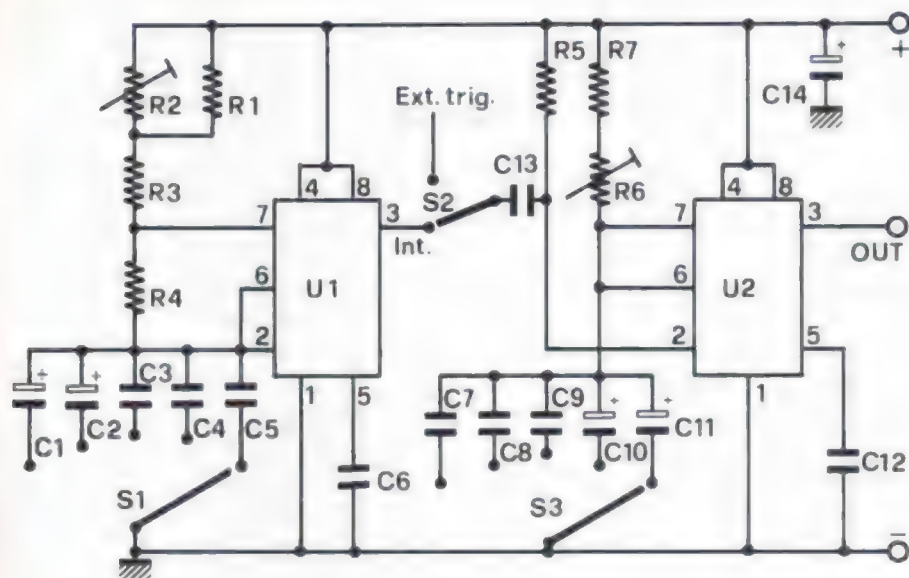 +
R5
R7
R2
R1
Ext. trig.
+
C14
C13
R3
4
8
S2
R6
4
8
7
3
7
3
Int.
OUT
R4
6
U1
6
U2
2
2
5
+
+
C3
1
5
C7
C9
+
+
1
C1
C2
C4
C5
C8
C10
C11
C12
S1
C6
S3
–